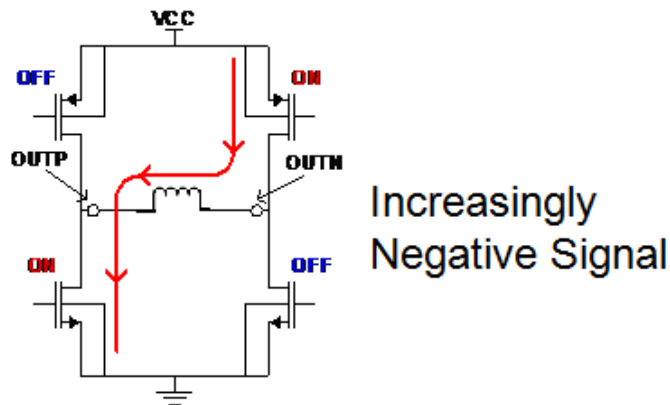 VCC
OFF
ON
OUTP
OUTN
Increasingly
Negative Signal
ON
OFF